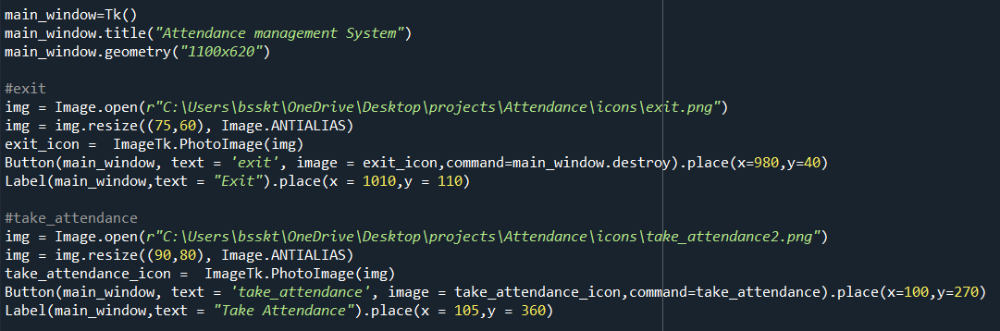 main_window=Tk()
main_window.title("Attendance management System")
main_window.geometry("1100x620")
#exit
img = Image.open(r"C:\Users\bsskt\OneDrive\Desktop\projects\Attendance\icons\exit.png")
img = img.resize((75,60), Image.ANTIALIAS)
exit_icon =  ImageTk.PhotoImage(img)
Button(main_window, text = 'exit', image = exit_icon,command=main_window.destroy).place(x=980,y=40)
Label(main_window,text = "Exit").place(x = 1010,y = 110)
#take_attendance
img = Image.open(r"C:\Users\bsskt\OneDrive\Desktop\projects\Attendance\icons\take_attendance2.png")
img = img.resize((90,80), Image.ANTIALIAS)
take_attendance_icon =  ImageTk.PhotoImage(img)
Button(main_window, text = 'take_attendance', image = take_attendance_icon,command=take_attendance).place(x=100,y=270)
Label(main_window,text = "Take Attendance").place(x = 105,y = 360)